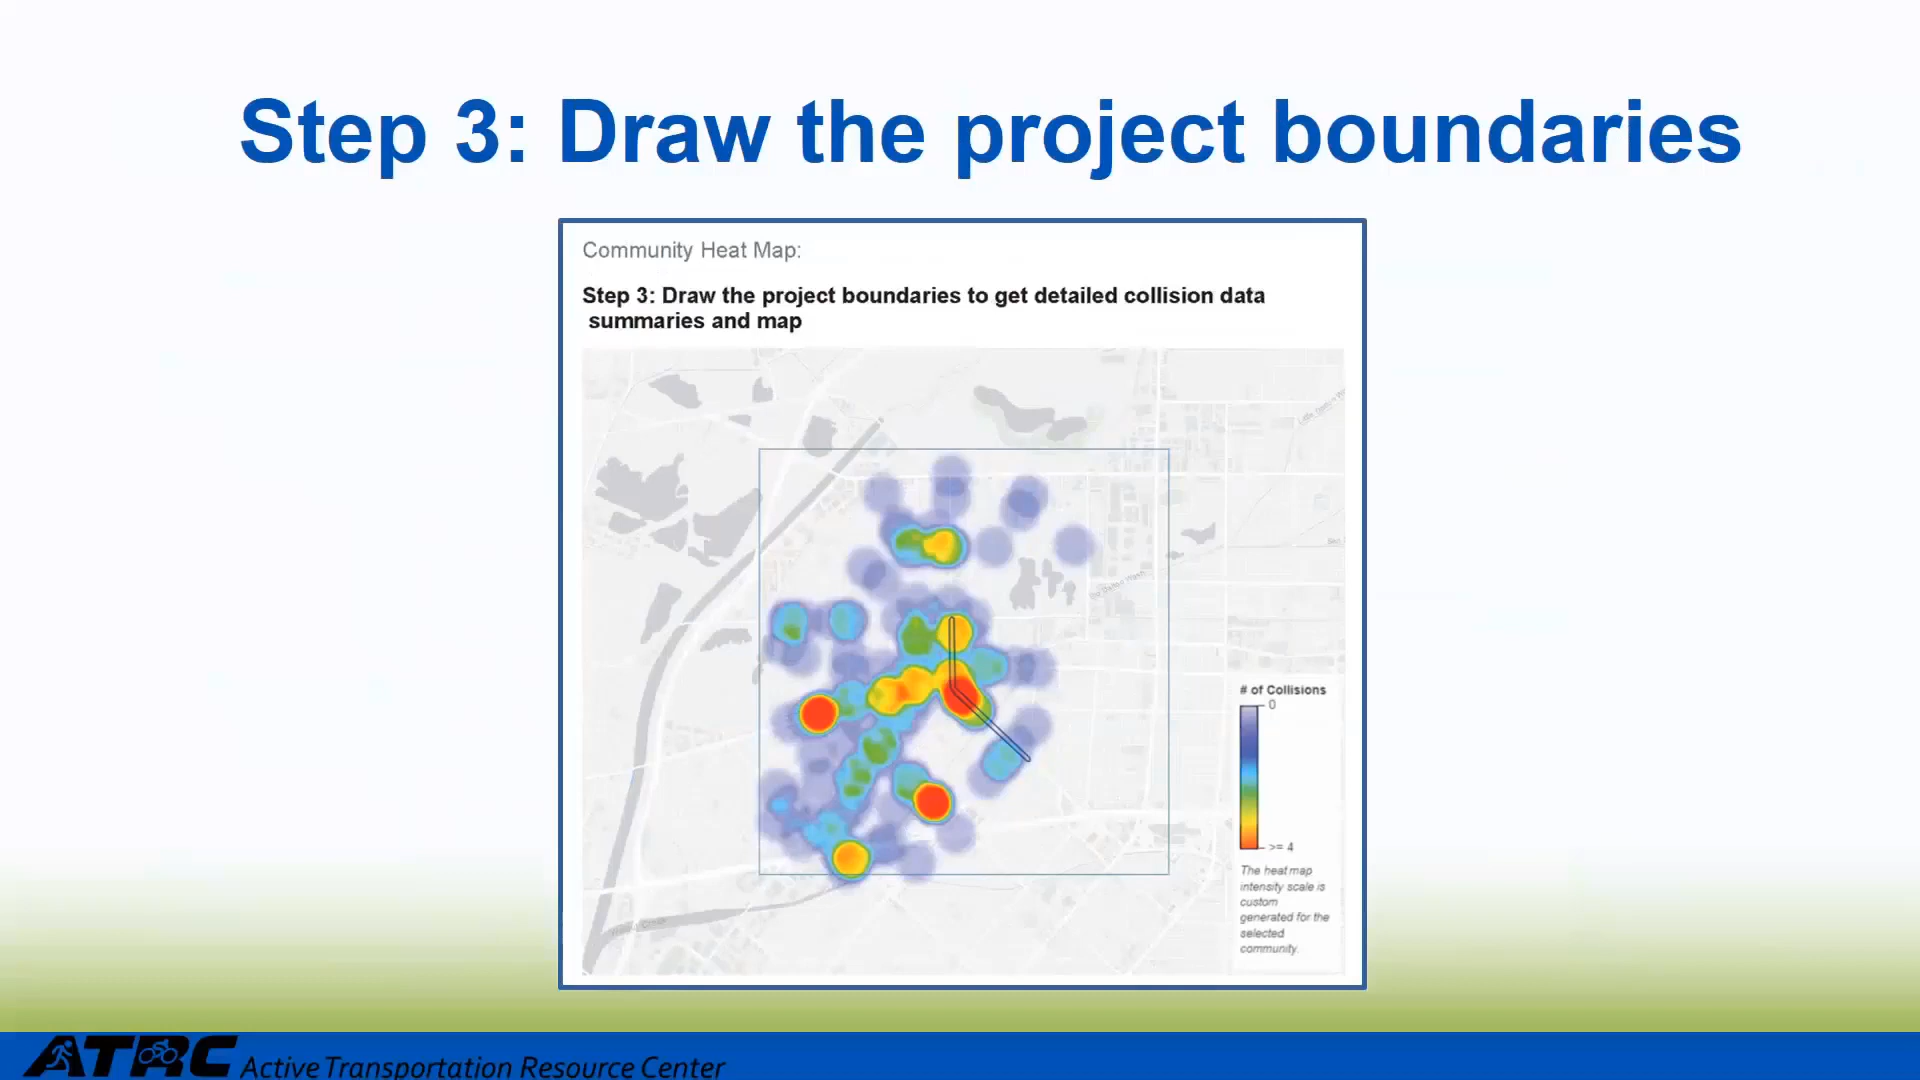 Step 3: Draw the project boundaries
Community Heat Map:
Step 3: Draw the project boundaries to get detailed collision data
summaries and map
# of Collisions
0
>= 4
The heat map
intensity scale is
custom
generated for the
selected
community.
ATRC Active Transportation Resource Center